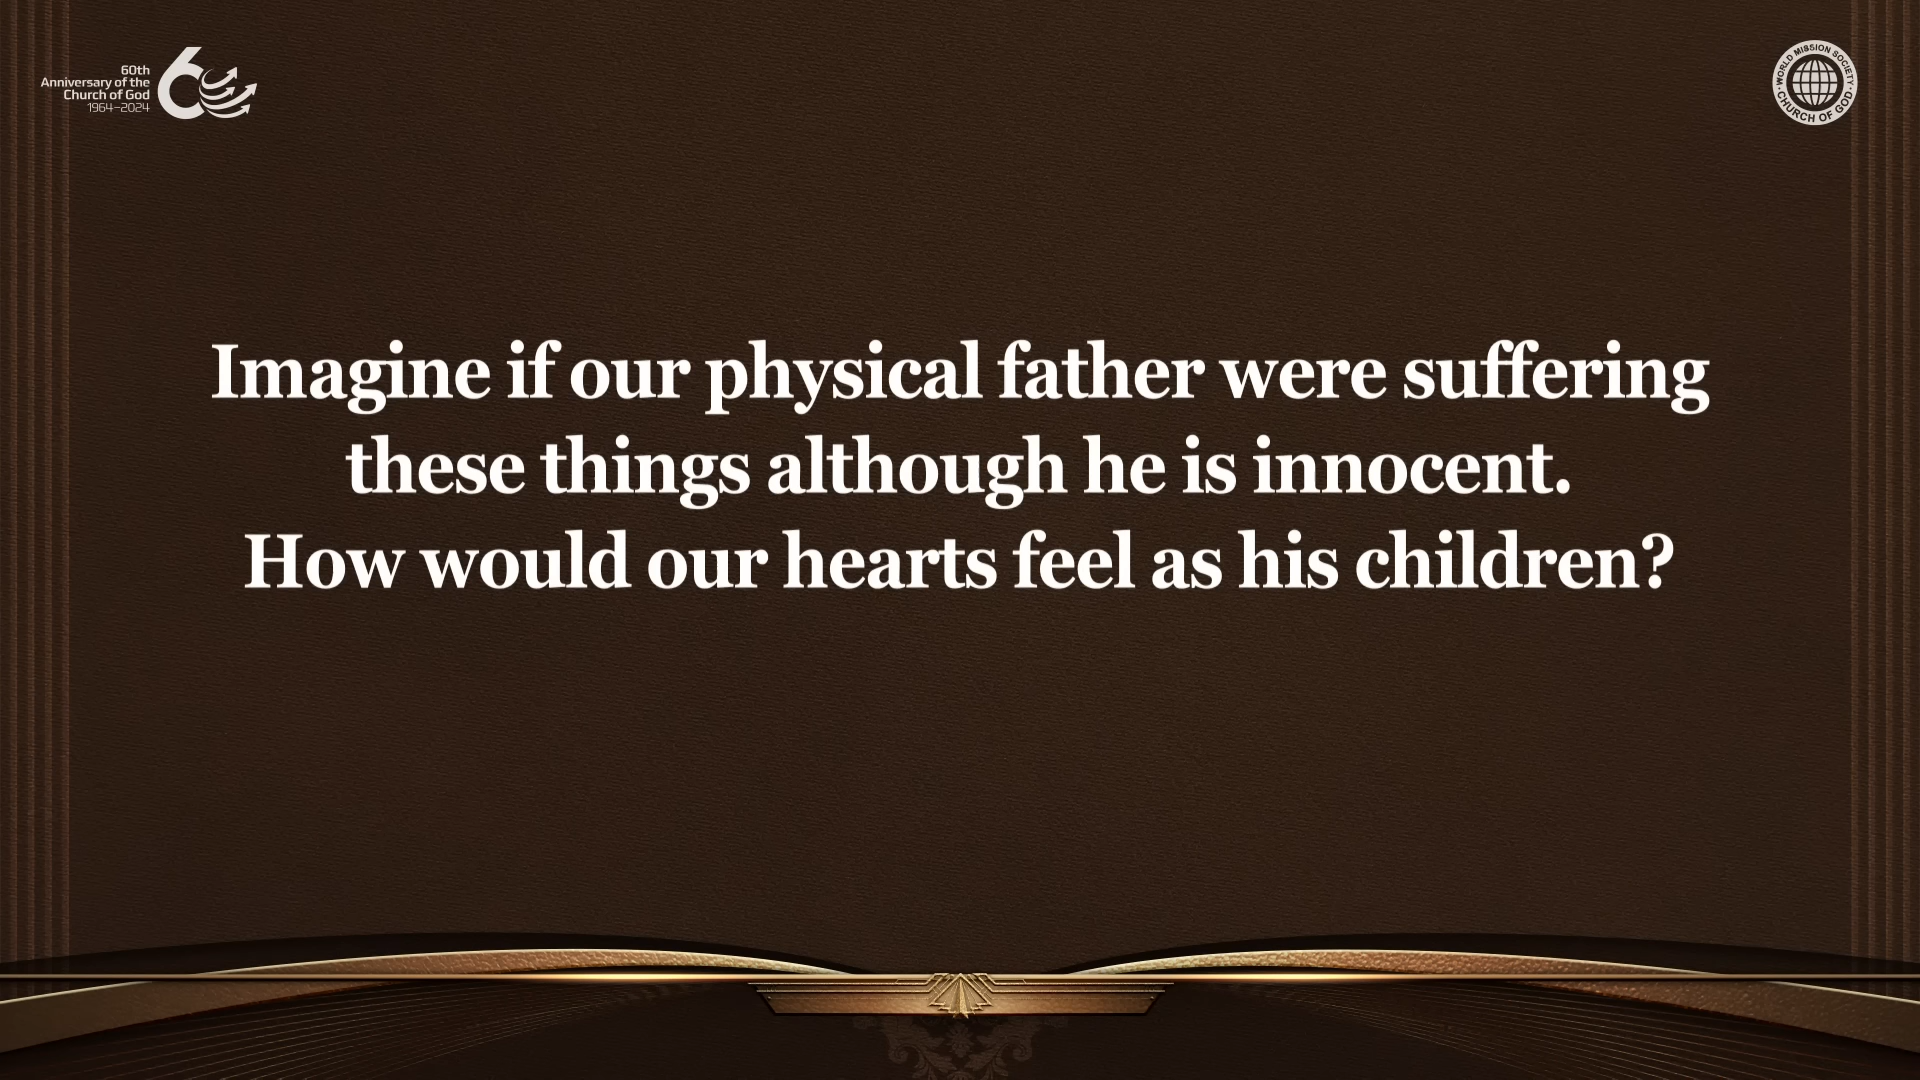 60th
Anniversary of the
Church of God
1964–2024
WORLD MISSION SOCIETY
CHURCH OF GOD
Imagine if our physical father were suffering
these things although he is innocent.
How would our hearts feel as his children?